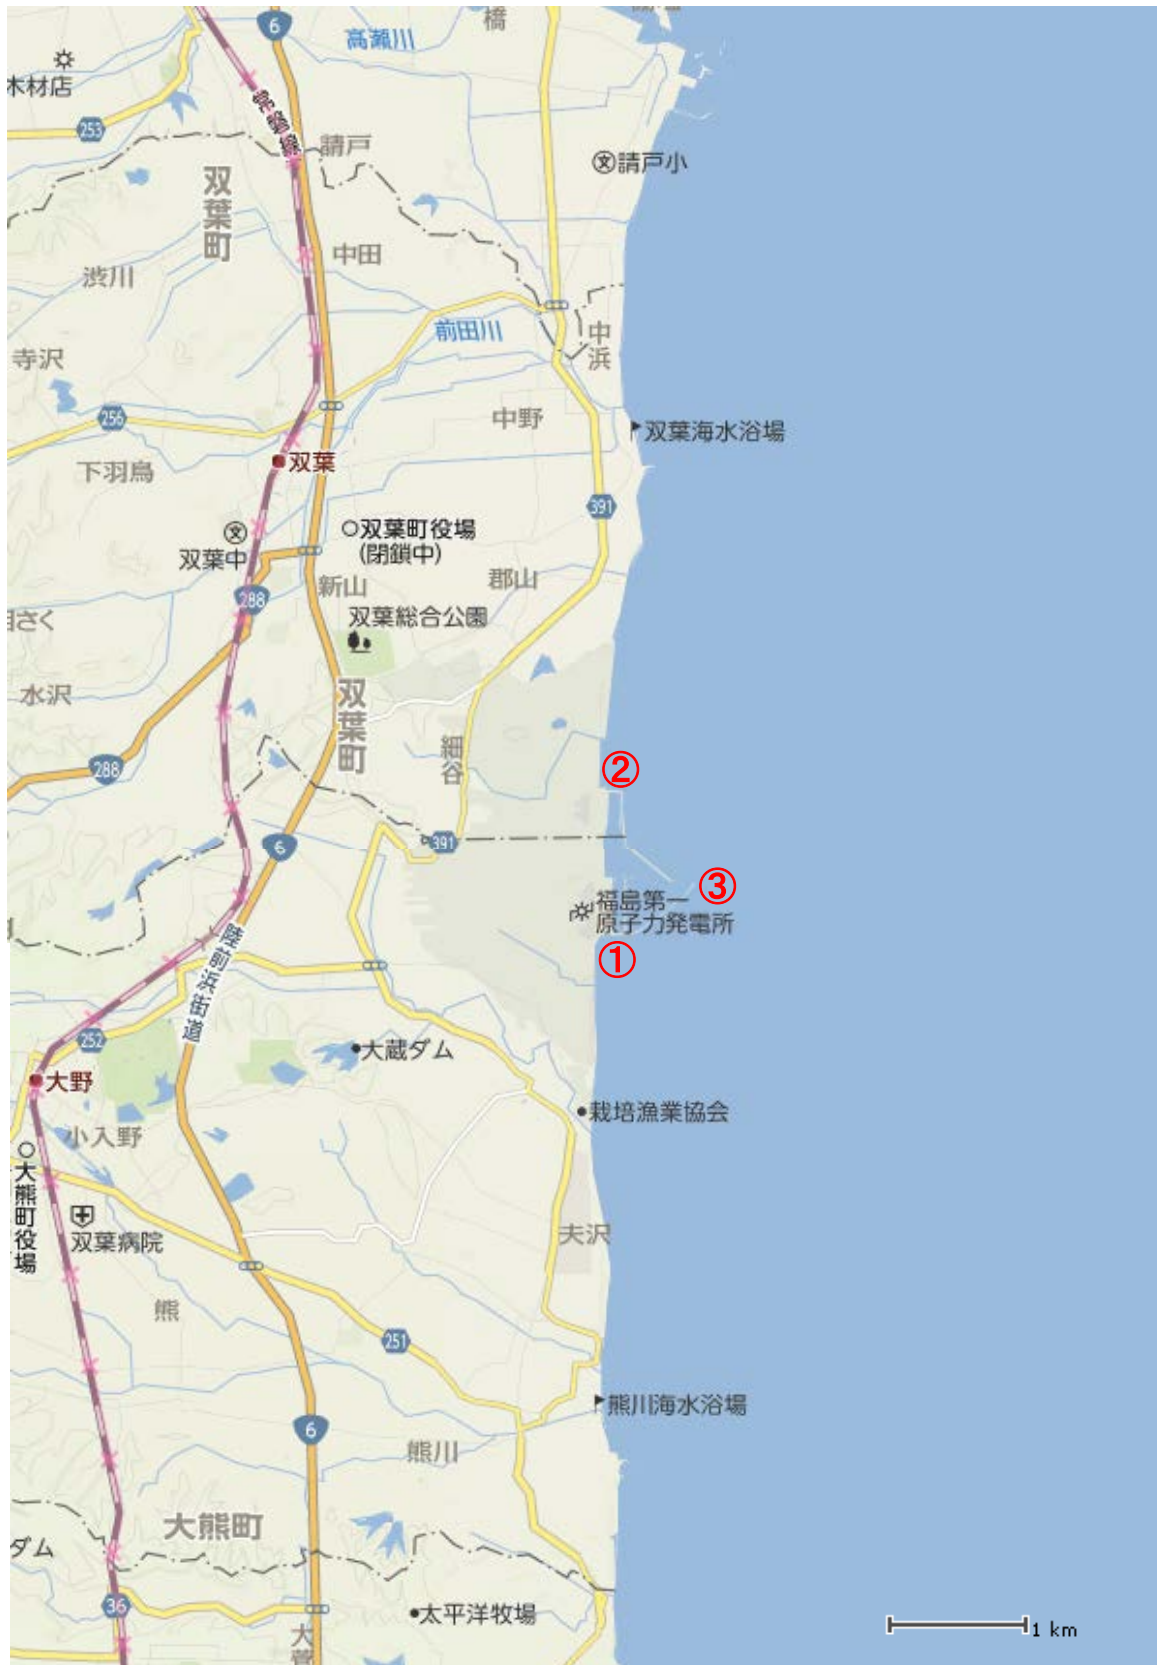 6
橋
高瀬川
木材店
253
常磐線
請戸
請戸小
双葉町
中田
渋川
前田川
中浜
寺沢
256
中野
双葉海水浴場
下羽鳥
双葉
391
双葉中
双葉町役場
(閉鎖中)
新山
郡山
288
双葉総合公園
さく
水沢
双葉町
細谷
288
②
6
391
③
福島第一
原子力発電所
①
陸前浜街道
252
大蔵ダム
大野
栽培漁業協会
小入野
大熊町役場
双葉病院
夫沢
熊
251
熊川海水浴場
6
熊川
大熊町
ダム
36
太平洋牧場
大菅
1 km